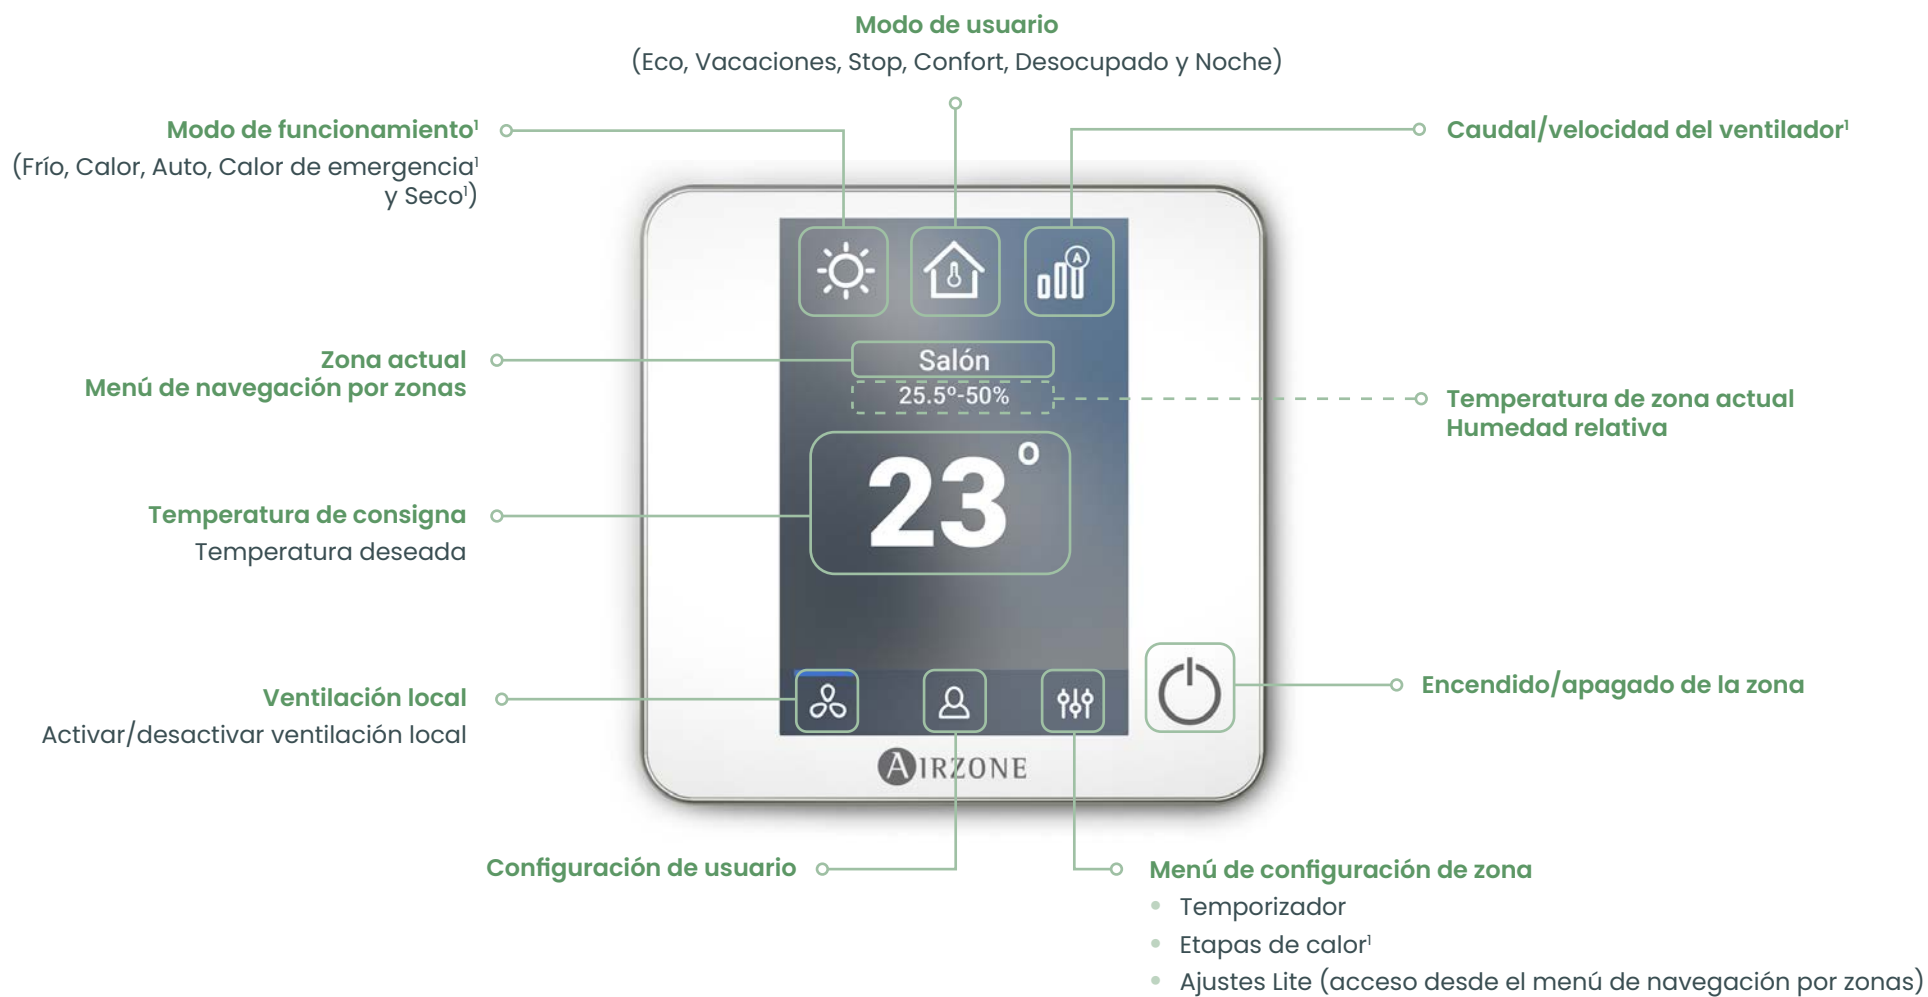 Modo de usuario
(Eco, Vacaciones, Stop, Confort, Desocupado y Noche)
Modo de funcionamiento¹
(Frío, Calor, Auto, Calor de emergencia¹
y Seco¹)
Caudal/velocidad del ventilador¹
A
Zona actual
Menú de navegación por zonas
Salón
25.5º-50%
Temperatura de zona actual
Humedad relativa
23º
Temperatura de consigna
Temperatura deseada
Ventilación local
Activar/desactivar ventilación local
Encendido/apagado de la zona
AIRZONE
Configuración de usuario
Menú de configuración de zona
• Temporizador
• Etapas de calor¹
• Ajustes Lite (acceso desde el menú de navegación por zonas)